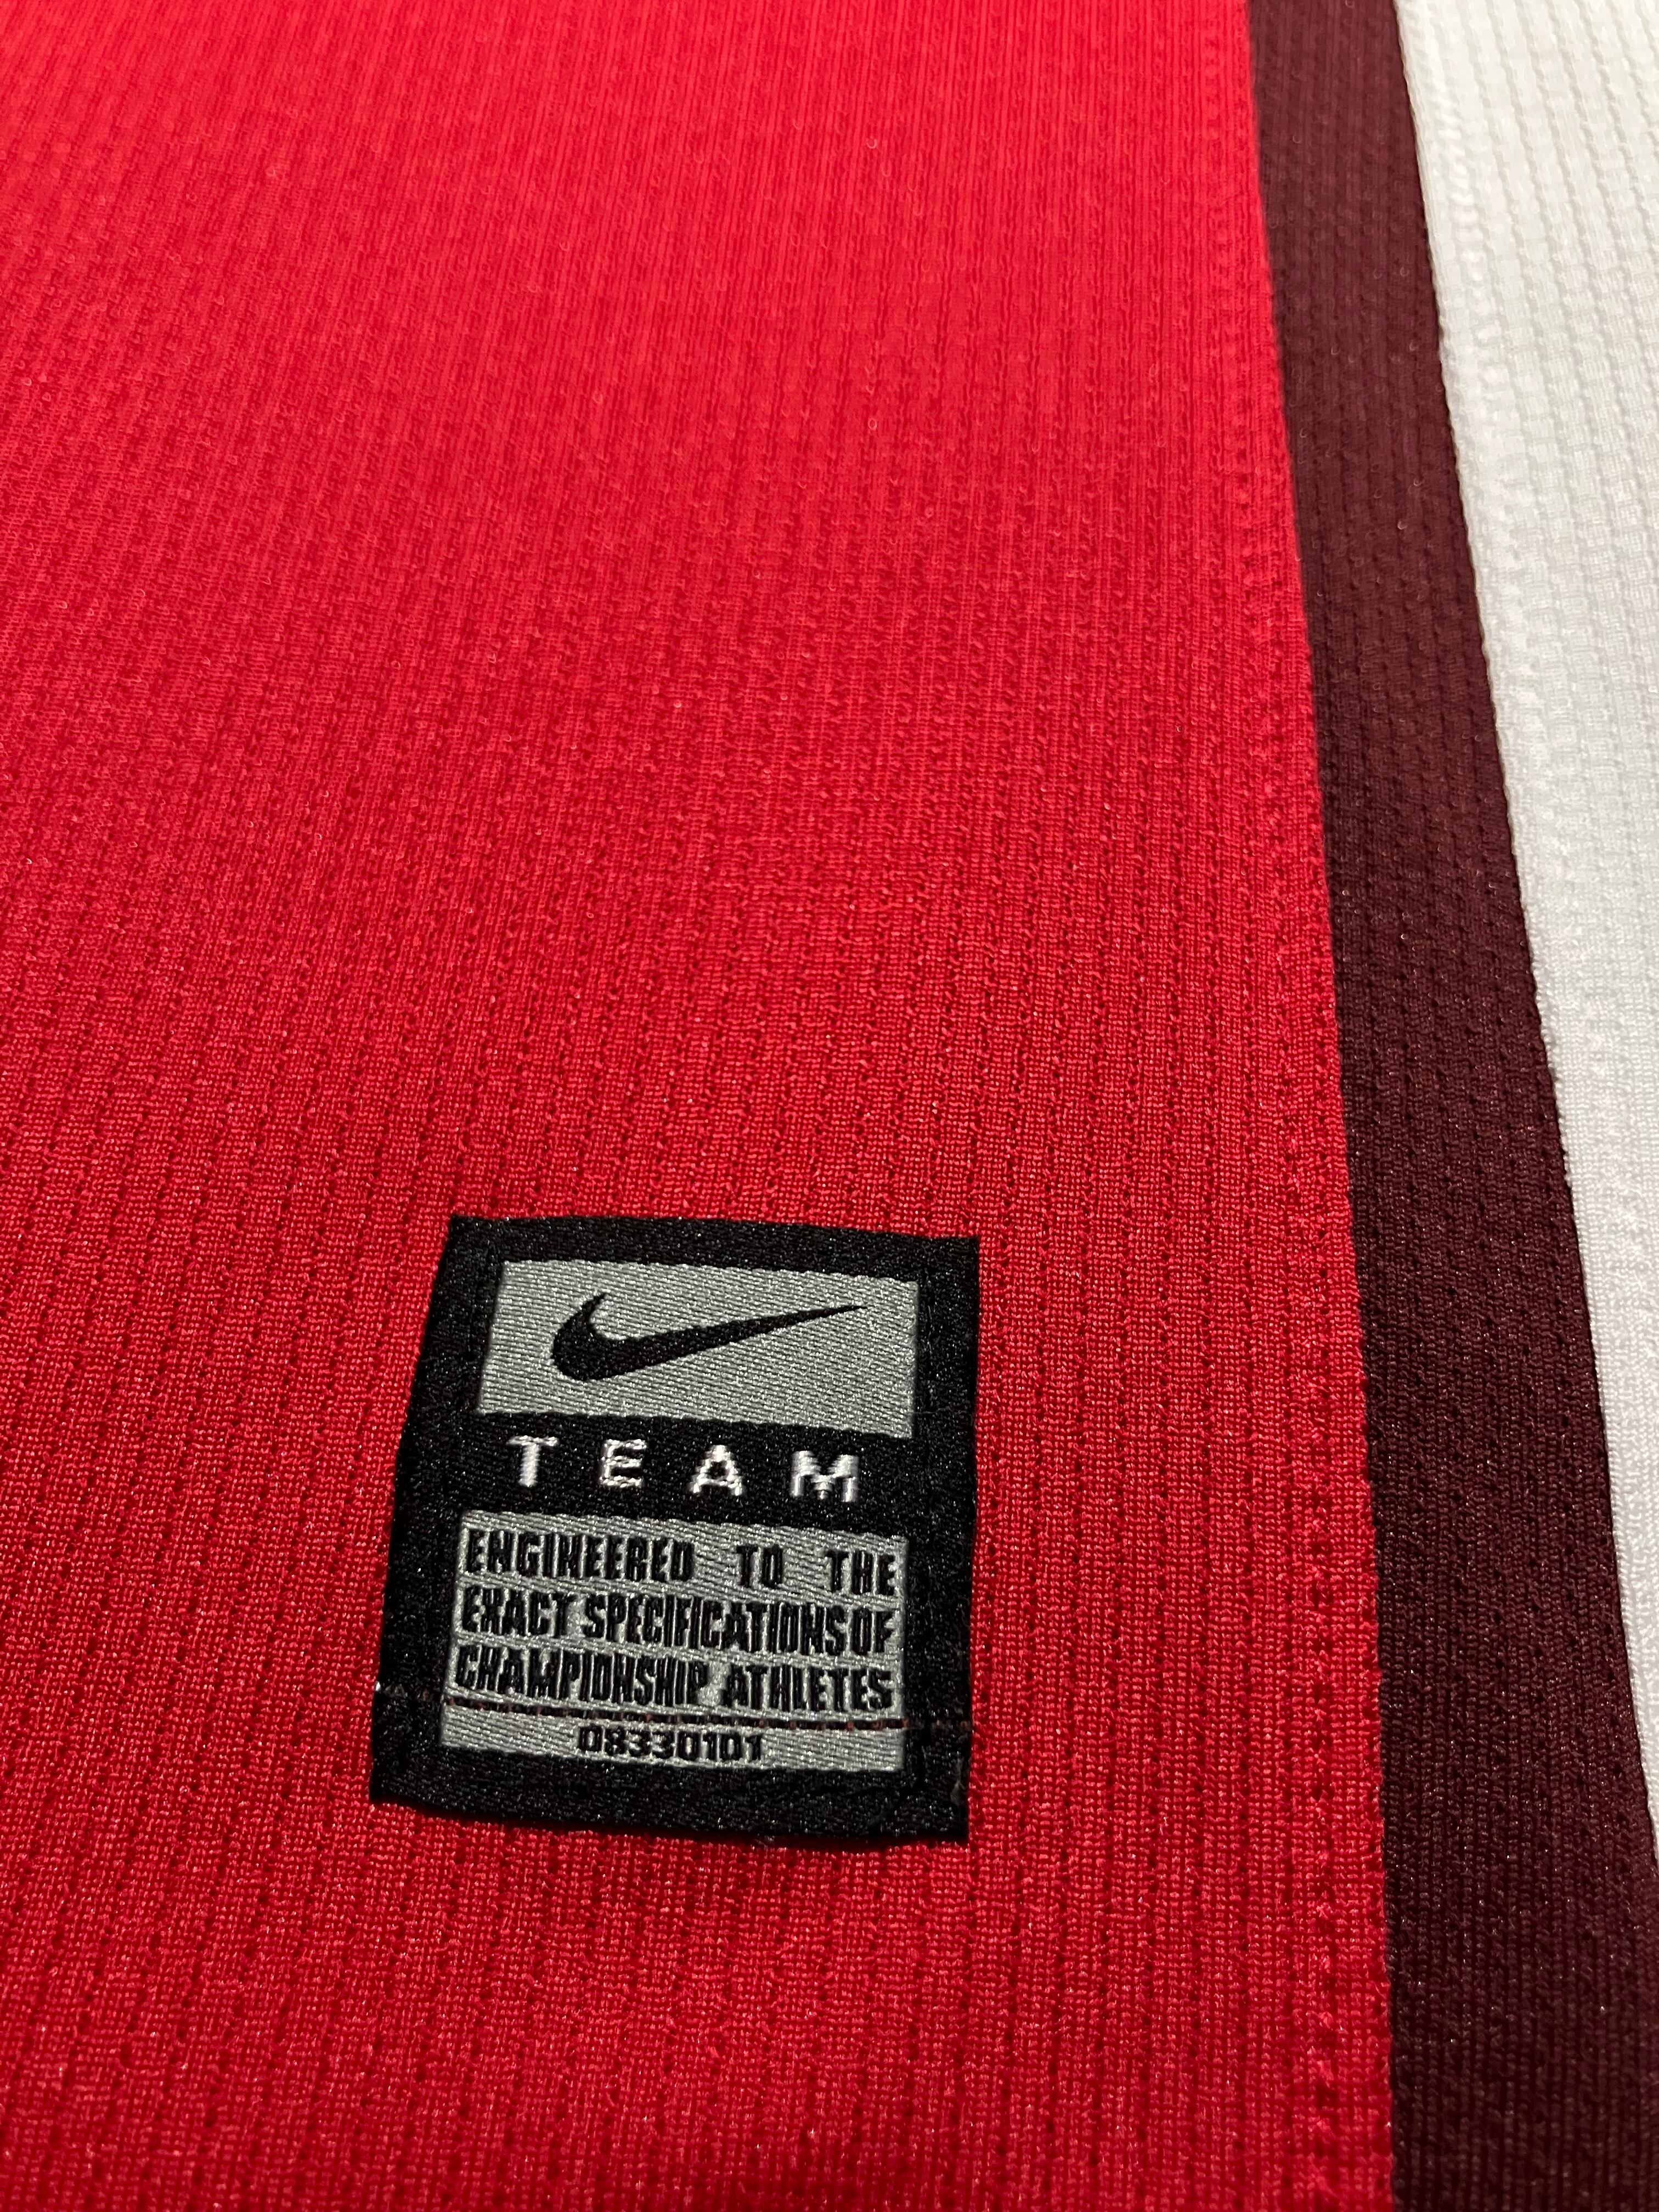 TEAM
ENGINEERED TO THE
EXACT SPECIFICATIONS OF
CHAMPIONSHIP ATHLETES
08330101